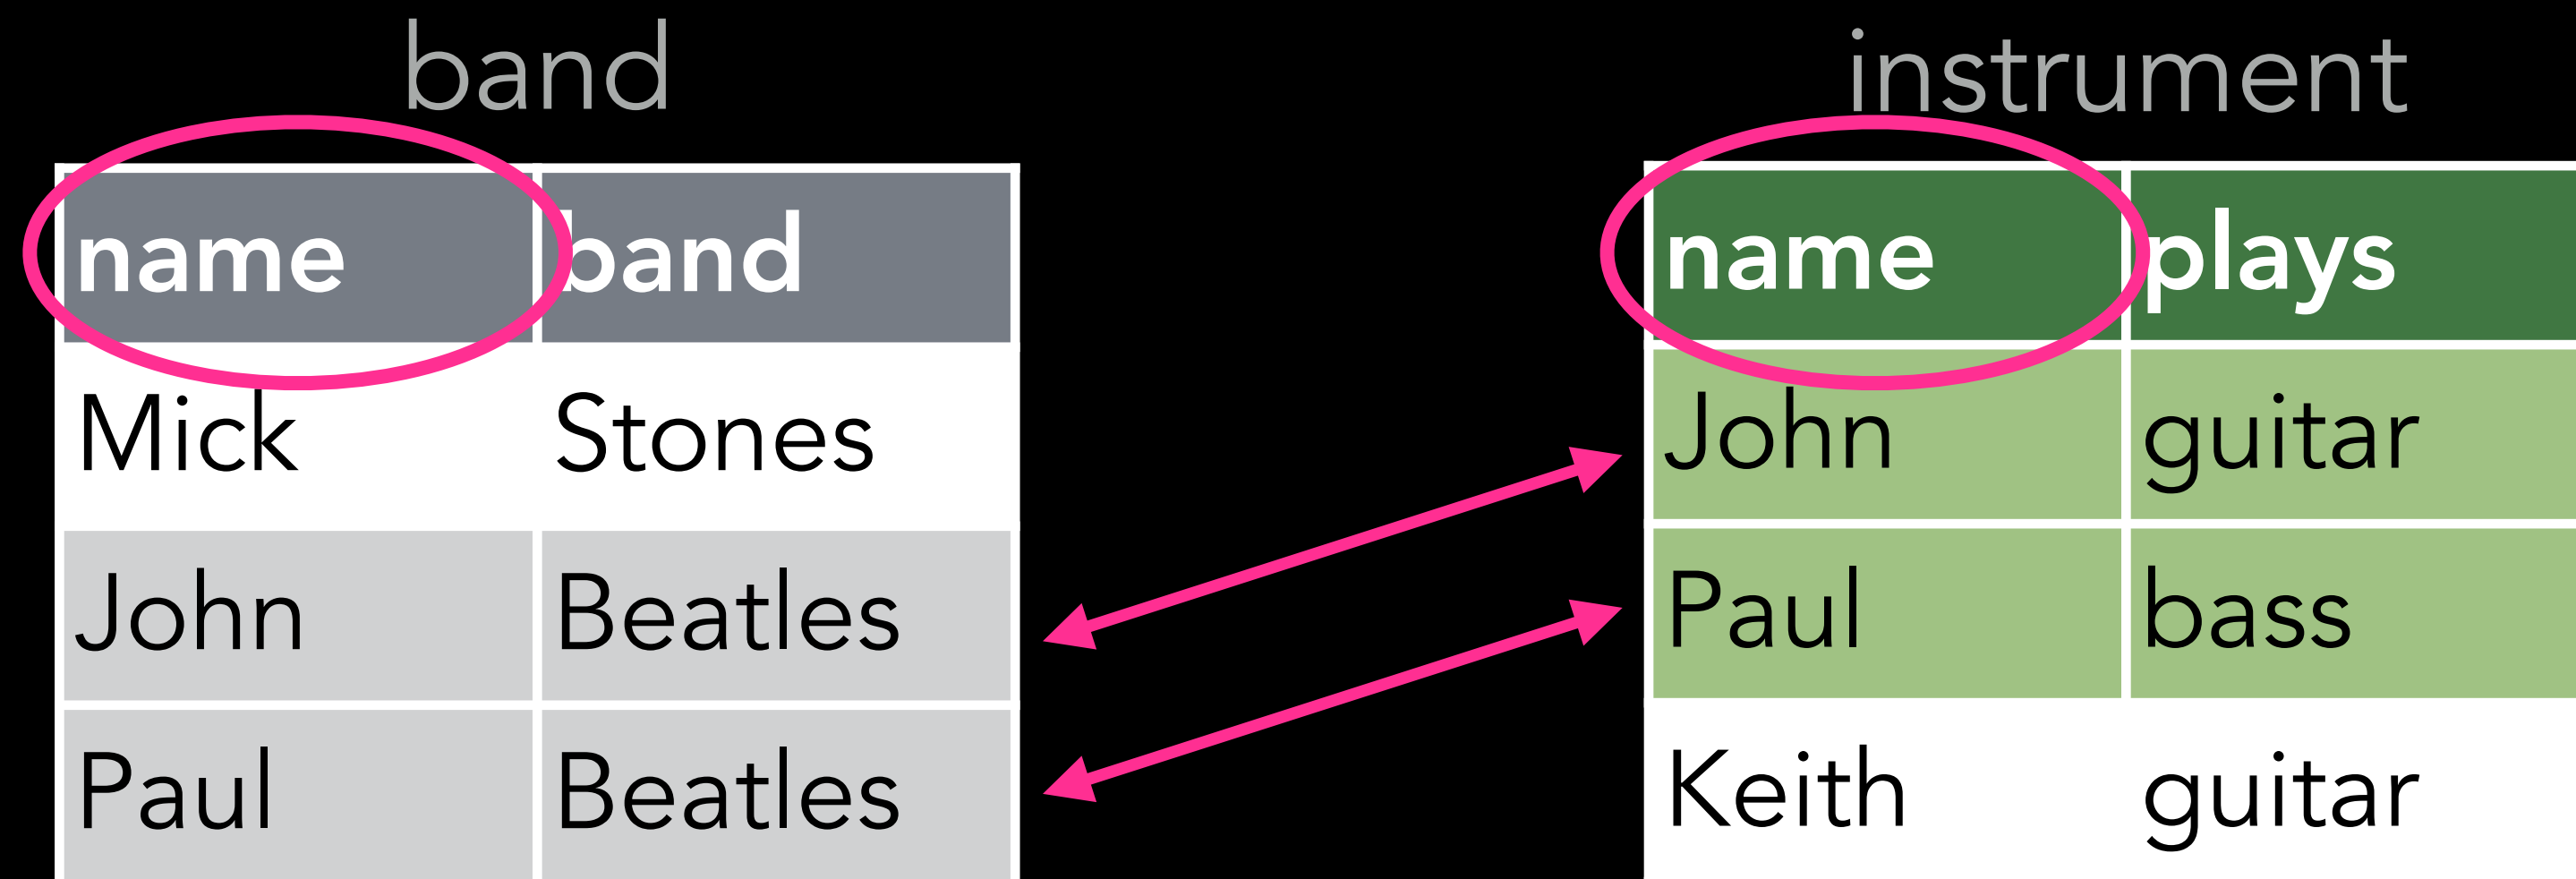 band
name band
Mick Stones
John Beatles
Paul Beatles
instrument
name plays
John guitar
Paul bass
Keith guitar